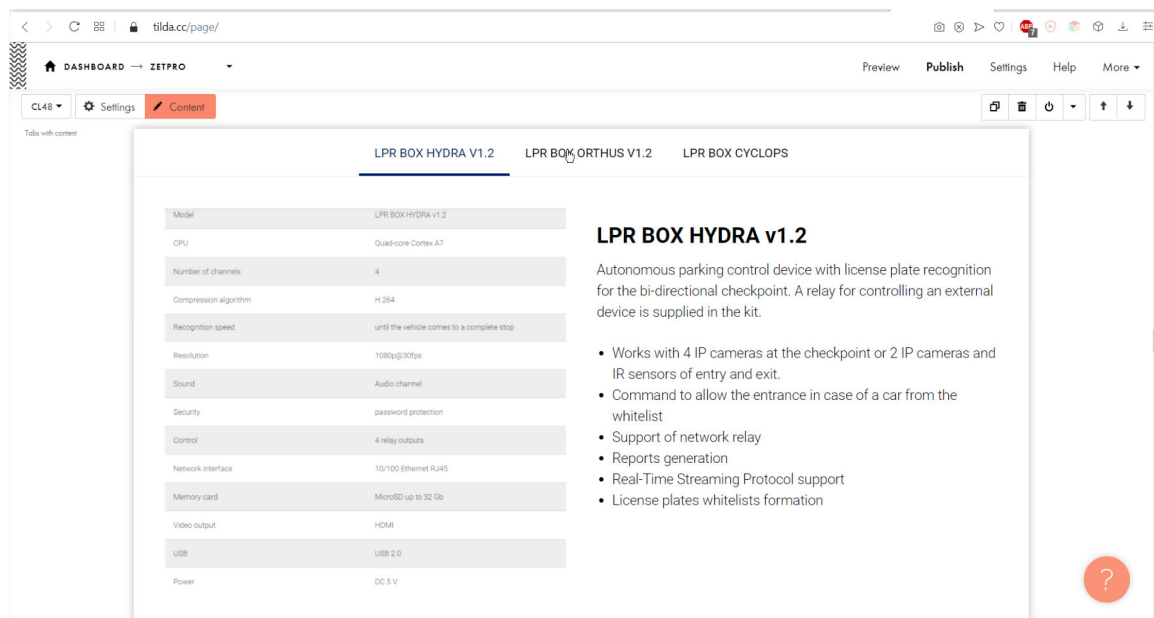 tilda.cc/page/
ABP
7
DASHBOARD → ZETPRO
Preview Publish Settings Help More
CL48 Settings Content
Tabs with content
LPR BOX HYDRA V1.2 LPR BOX ORTHUS V1.2 LPR BOX CYCLOPS
Model LPR BOX HYDRA v1.2
CPU Quad-core Cortex A7
Number of channels 4
Compression algorithm H.264
Recognition speed until the vehicle comes to a complete stop
Resolution 1080p@30fps
Sound Audio channel
Security password protection
Control 4 relay outputs
Network interface 10/100 Ethernet RJ45
Memory card MicroSD up to 32 Gb
Video output HDMI
USB USB 2.0
Power DC 5 V
LPR BOX HYDRA v1.2
Autonomous parking control device with license plate recognition
for the bi-directional checkpoint. A relay for controlling an external
device is supplied in the kit.
• Works with 4 IP cameras at the checkpoint or 2 IP cameras and
IR sensors of entry and exit.
• Command to allow the entrance in case of a car from the
whitelist
• Support of network relay
• Reports generation
• Real-Time Streaming Protocol support
• License plates whitelists formation
?